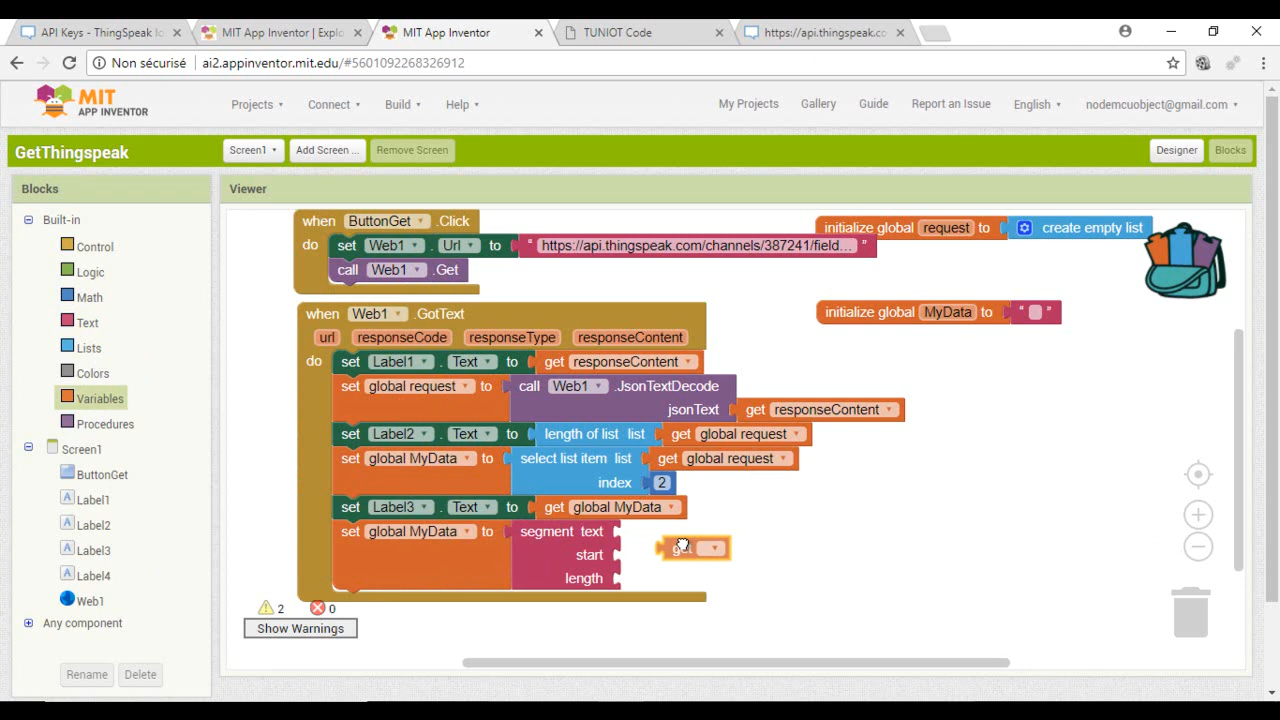 API Keys - ThingSpeak Io
MIT App Inventor | Explo
MIT App Inventor
TUNIOT Code
https://api.thingspeak.co
Non sécurisé
ai2.appinventor.mit.edu/#5601092268326912
MIT
APP INVENTOR
Projects
Connect
Build
Help
My Projects
Gallery
Guide
Report an Issue
English
nodemcuobject@gmail.com
GetThingspeak
Screen1
Add Screen ...
Remove Screen
Designer
Blocks
Blocks
Viewer
Built-in
Control
Logic
Math
Text
Lists
Colors
Variables
Procedures
Screen1
ButtonGet
Label1
Label2
Label3
Label4
Web1
Any component
Rename
Delete
when ButtonGet .Click
do set Web1 . Url to “ https://api.thingspeak.com/channels/387241/field... ”
call Web1 .Get
initialize global request to create empty list
initialize global MyData to “ ”
when Web1 .GotText
url responseCode responseType responseContent
do set Label1 . Text to get responseContent
set global request to call Web1 .JsonTextDecode
jsonText get responseContent
set Label2 . Text to length of list list get global request
set global MyData to select list item list get global request
index 2
set Label3 . Text to get global MyData
set global MyData to segment text
start
length
2
0
Show Warnings